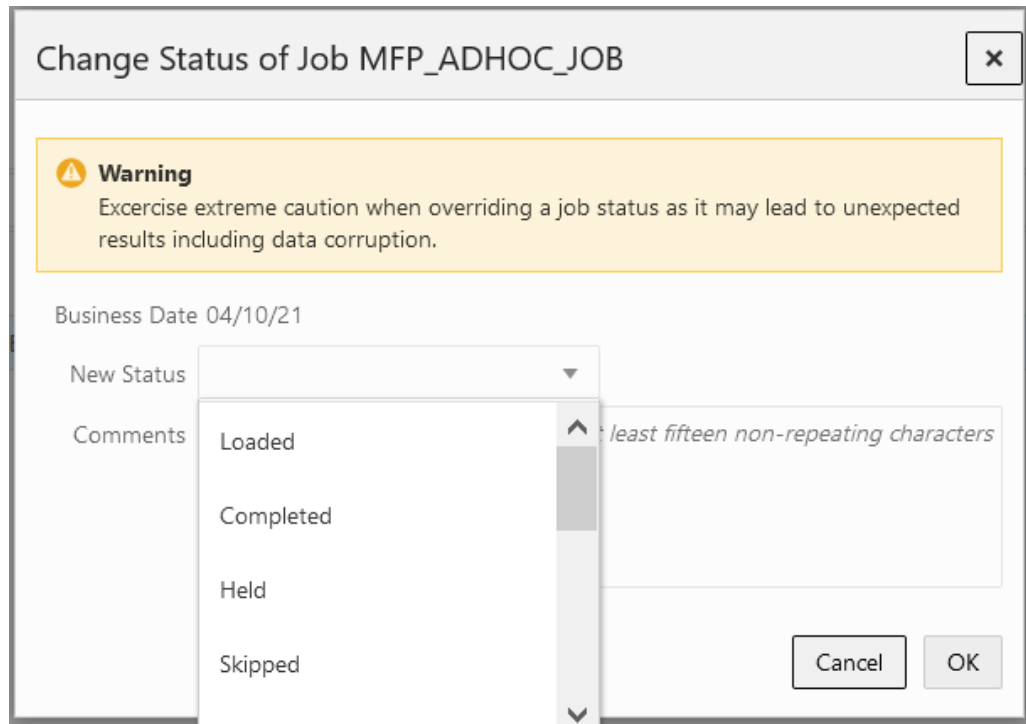 Change Status of Job MFP_ADHOC_JOB
Warning
Excercise extreme caution when overriding a job status as it may lead to unexpected
results including data corruption.
Business Date 04/10/21
New Status
Comments
least fifteen non-repeating characters
Loaded
Completed
Held
Skipped
Cancel OK